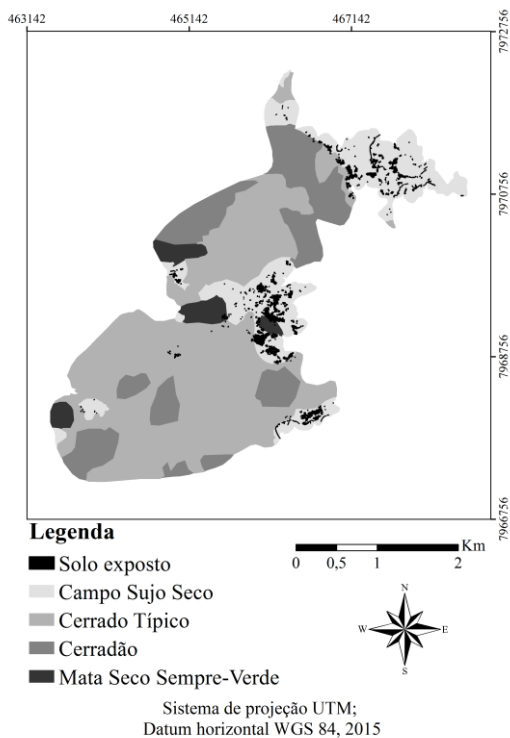 463142 465142 467142
7972756
7970756
7968756
7966756
Legenda
Solo exposto
Campo Sujo Seco
Cerrado Típico
Cerradão
Mata Seco Sempre-Verde
Km
0 0,5 1 2
N
W E
S
Sistema de projeção UTM;
Datum horizontal WGS 84, 2015